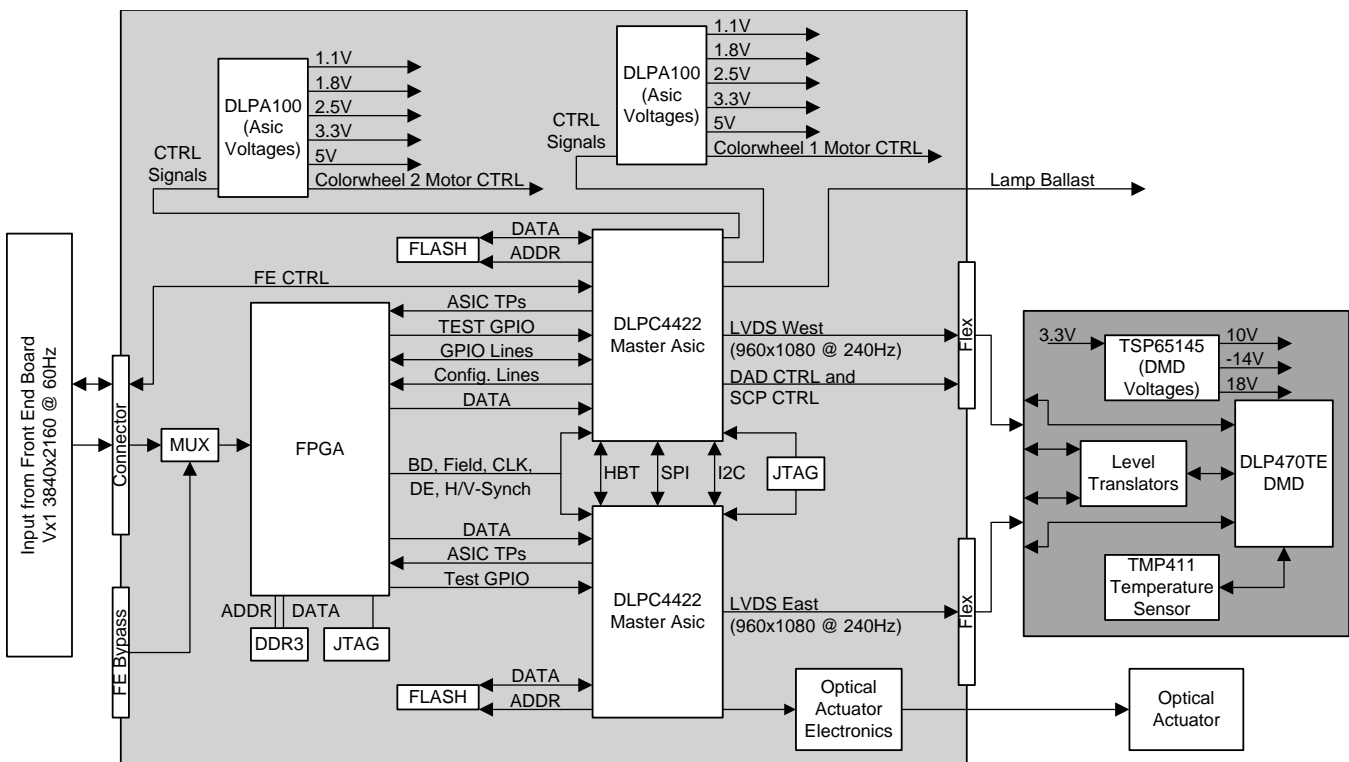 1.1V
1.8V
2.5V
3.3V
5V
Colorwheel 2 Motor CTRL
DLPA100
(Asic
Voltages)
CTRL
Signals
1.1V
1.8V
2.5V
3.3V
5V
Colorwheel 1 Motor CTRL
DLPA100
(Asic
Voltages)
CTRL
Signals
Lamp Ballast
Input from Front End Board
Vx1 3840x2160 @ 60Hz
Connector
FE Bypass
MUX
FE CTRL
FLASH
DATA
ADDR
FPGA
ASIC TPs
TEST GPIO
GPIO Lines
Config. Lines
DATA
BD, Field, CLK,
DE, H/V-Synch
DATA
ASIC TPs
Test GPIO
ADDR
DATA
DDR3
JTAG
DLPC4422
Master Asic
HBT
SPI
I2C
JTAG
DLPC4422
Master Asic
FLASH
DATA
ADDR
LVDS West
(960x1080 @ 240Hz)
DAD CTRL and
SCP CTRL
Flex
LVDS East
(960x1080 @ 240Hz)
Flex
Optical
Actuator
Electronics
Optical
Actuator
3.3V
TSP65145
(DMD
Voltages)
10V
-14V
18V
Level
Translators
DLP470TE
DMD
TMP411
Temperature
Sensor